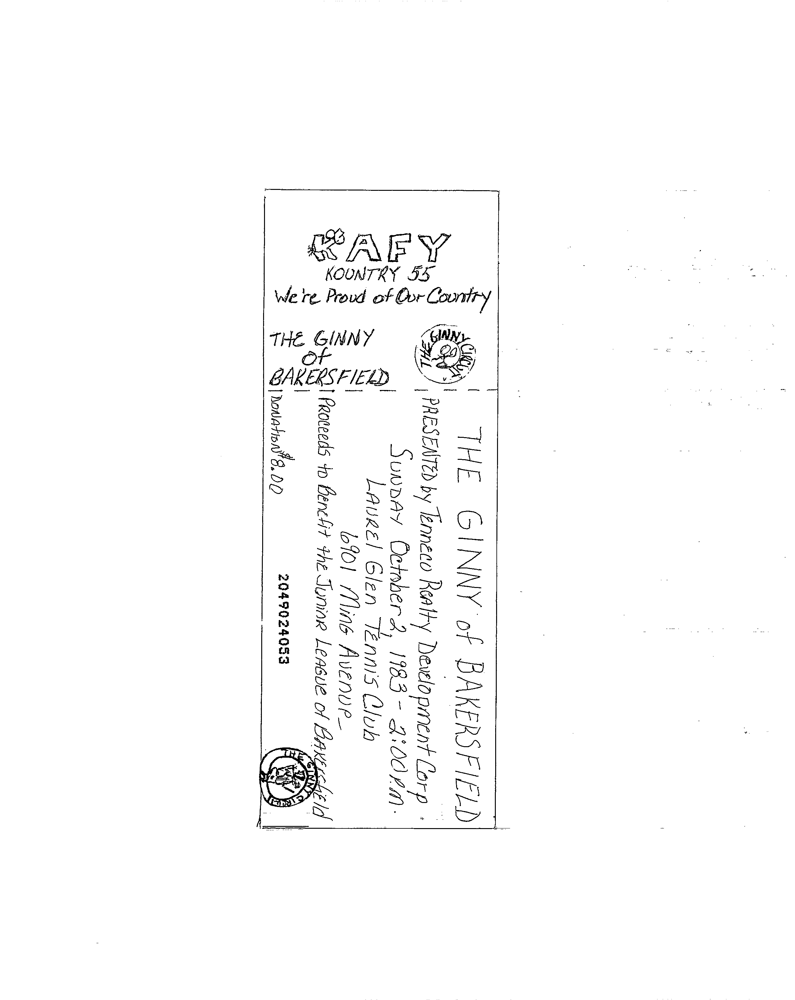 KAFY
KOUNTRY 55
We're Proud of Our Country
THE GINNY
of
BAKERSFIELD
THE GINNY CIRCUIT
THE GINNY of BAKERSFIELD
PRESENTED by Tenneco Realty Development Corp.
SUNDAY October 2, 1983 - 2:00 P.M.
LAUREL Glen Tennis Club
6901 Ming Avenue
Proceeds to Benefit the Junior League of Bakersfield
Donation $8.00
2049024053
THE GINNY CIRCUIT